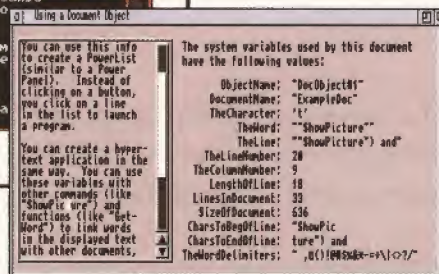 Using a Document Object
You can use this info
to create a PowerList
(similar to a Power
Panel). Instead of
clicking on a button,
you click on a line
in the list to launch
a program.
You can create a hyper-
text application in the
same way. You can use
these variables with
other commands (like
"ShowPic ure") and
functions (like "Get-
Word") to link words
in the displayed text
with other documents,
The system variables used by this document
have the following values:
ObjectName: "DocObject01"
DocumentName: "ExampleDoc"
TheCharacter: 't'
TheWord: ""ShowPicture""
TheLine: ""ShowPicture") and"
TheLineNumber: 20
TheColumnNumber: 9
LengthOfLine: 18
LinesInDocument: 33
SizeOfDocument: 636
CharsToBegOfLine: "ShowPic
CharsToEndOfLine: ture") and
TheWordDelimiters: